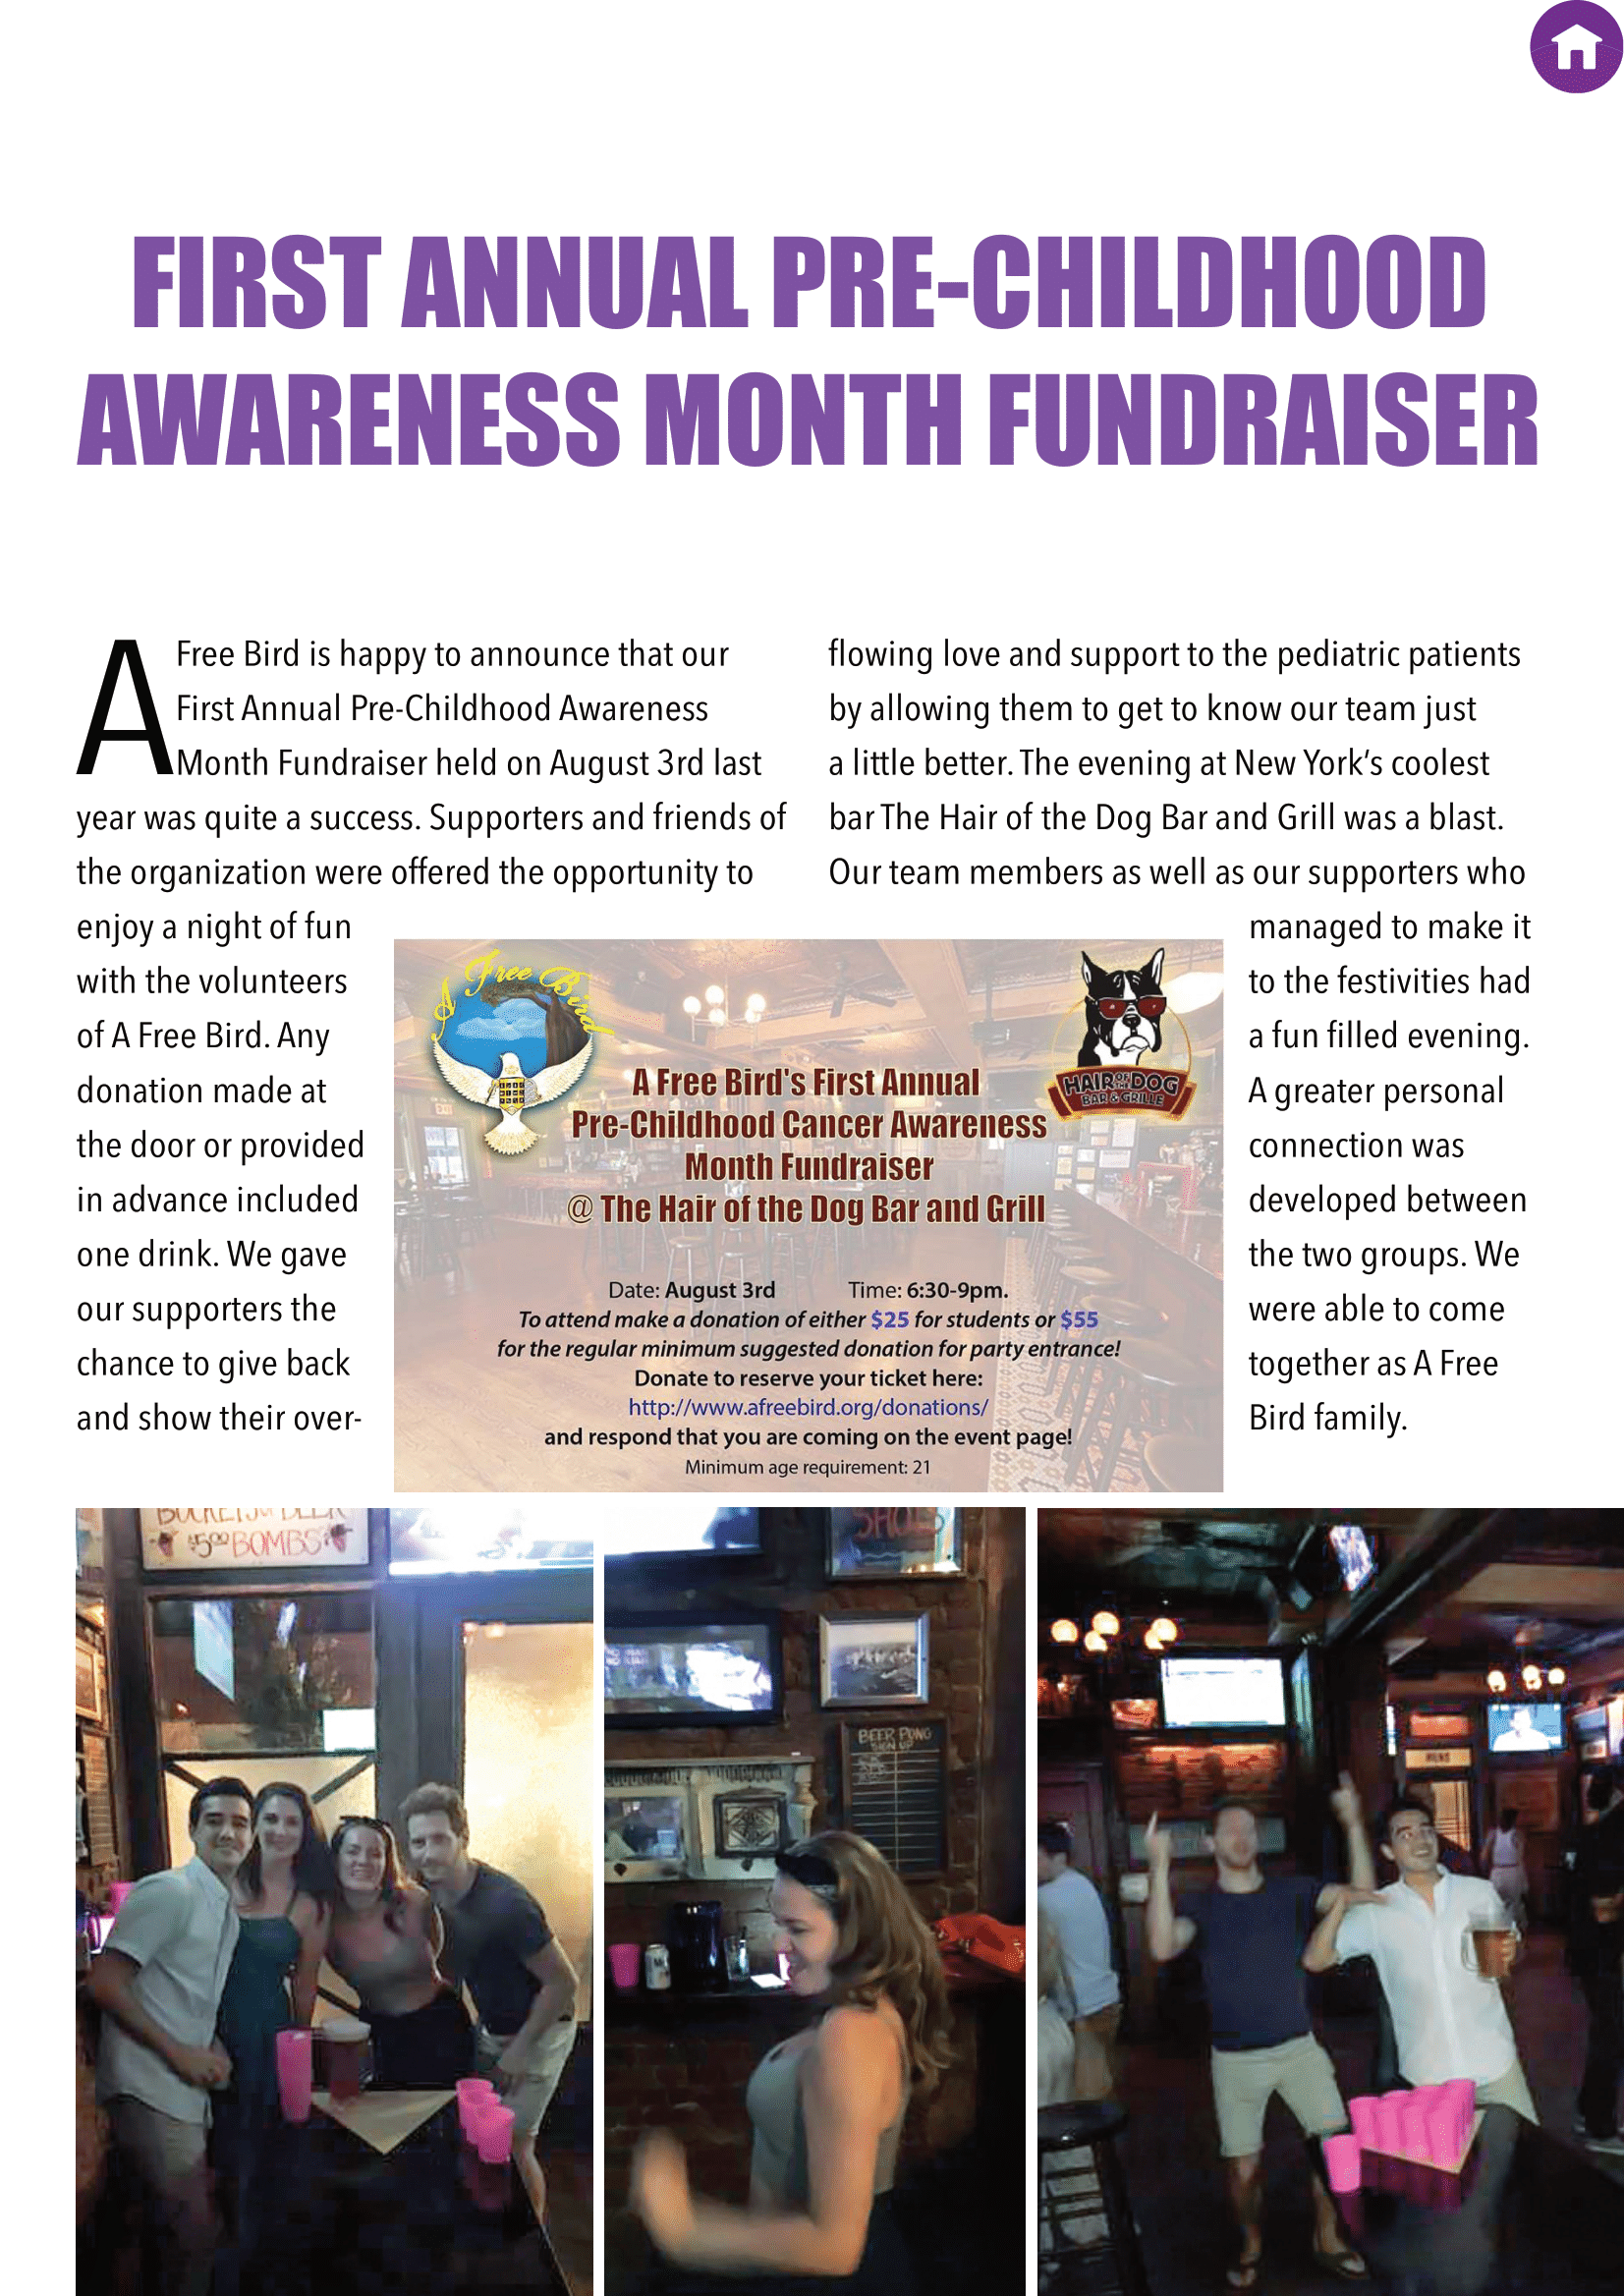 FIRST ANNUAL PRE-CHILDHOOD
AWARENESS MONTH FUNDRAISER
A Free Bird is happy to announce that our
First Annual Pre-Childhood Awareness
Month Fundraiser held on August 3rd last
year was quite a success. Supporters and friends of
the organization were offered the opportunity to
enjoy a night of fun
with the volunteers
of A Free Bird. Any
donation made at
the door or provided
in advance included
one drink. We gave
our supporters the
chance to give back
and show their over-
flowing love and support to the pediatric patients
by allowing them to get to know our team just
a little better. The evening at New York’s coolest
bar The Hair of the Dog Bar and Grill was a blast.
Our team members as well as our supporters who
managed to make it
to the festivities had
a fun filled evening.
A greater personal
connection was
developed between
the two groups. We
were able to come
together as A Free
Bird family.
A Free Bird
HAIR OF THE DOG
BAR & GRILLE
A Free Bird's First Annual
Pre-Childhood Cancer Awareness
Month Fundraiser
@ The Hair of the Dog Bar and Grill
Date: August 3rd Time: 6:30-9pm.
To attend make a donation of either $25 for students or $55
for the regular minimum suggested donation for party entrance!
Donate to reserve your ticket here:
http://www.afreebird.org/donations/
and respond that you are coming on the event page!
Minimum age requirement: 21
BUCKETS OF BEER
$5.00 BOMBS
SHOTS
BEER PONG
SIGN UP